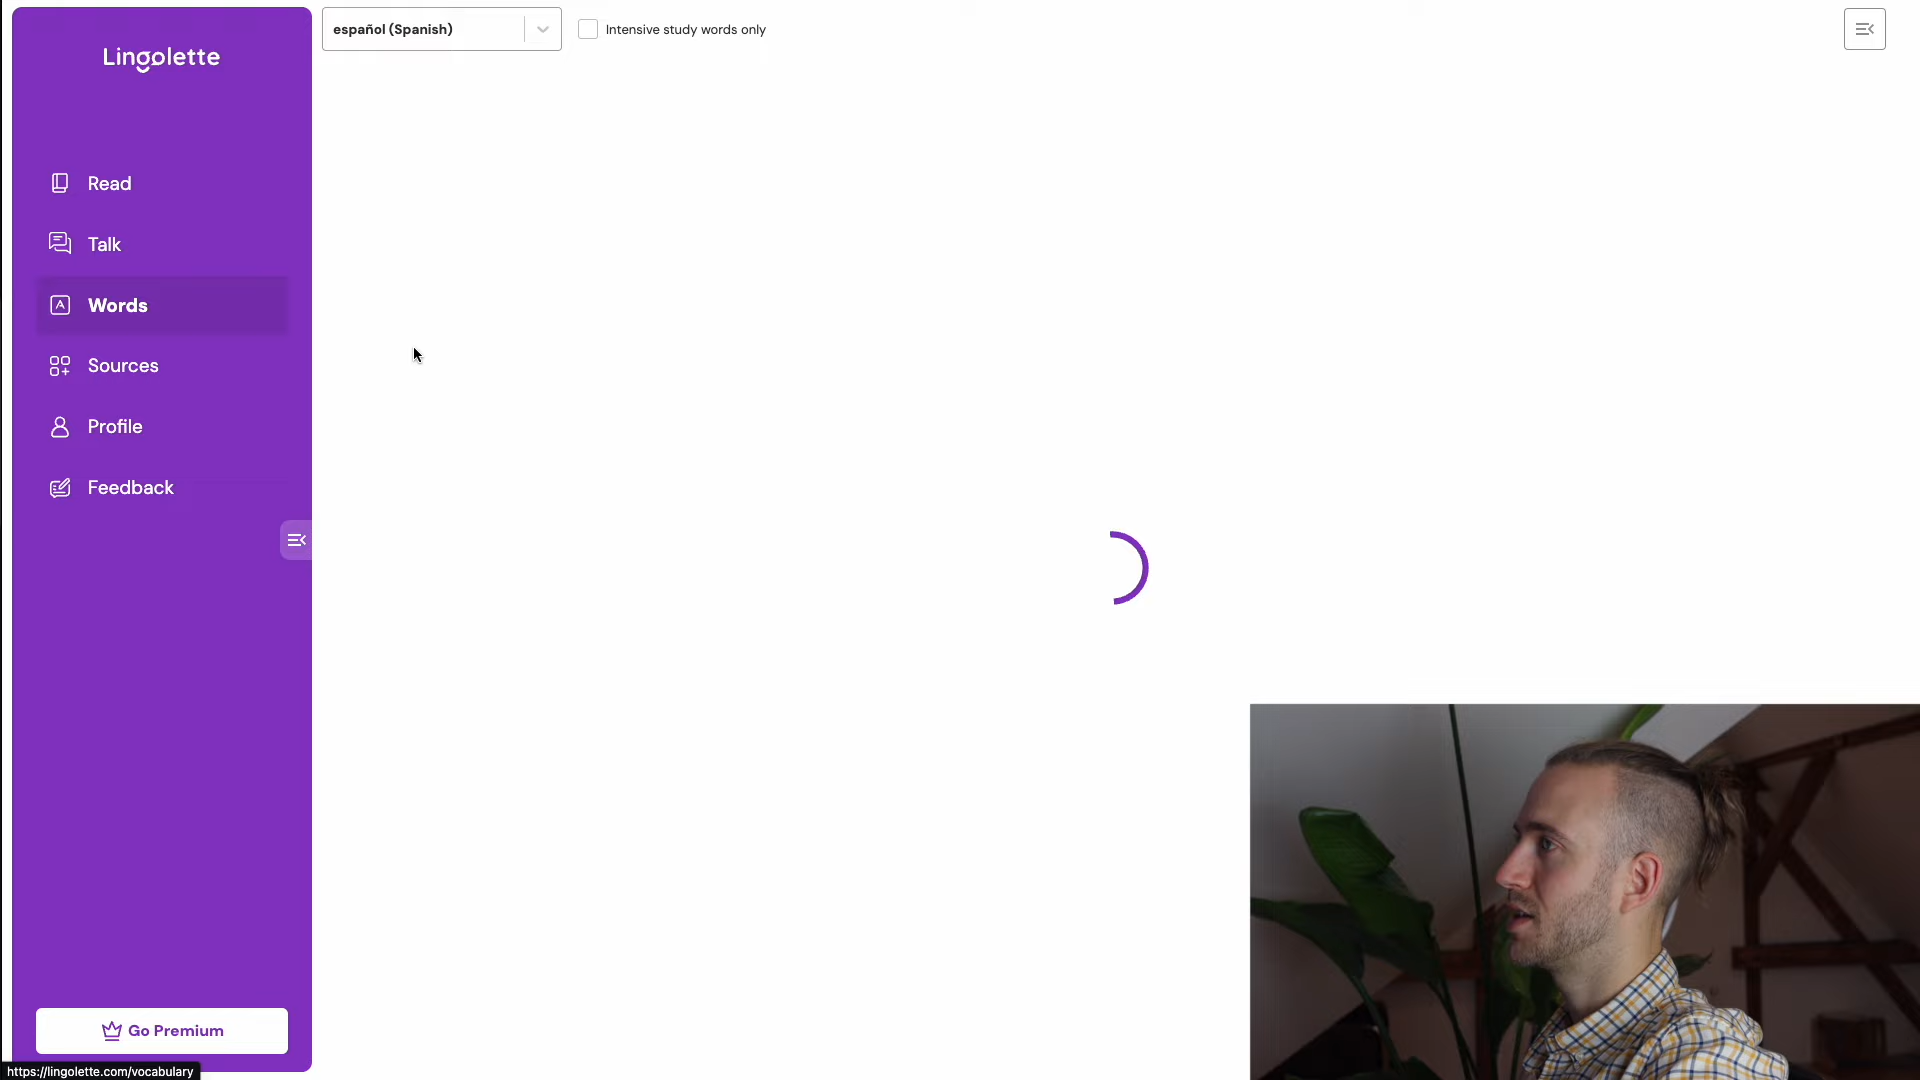 Lingolette
español (Spanish)
Intensive study words only
Read
Talk
Words
Sources
Profile
Feedback
Go Premium
https://lingolette.com/vocabulary